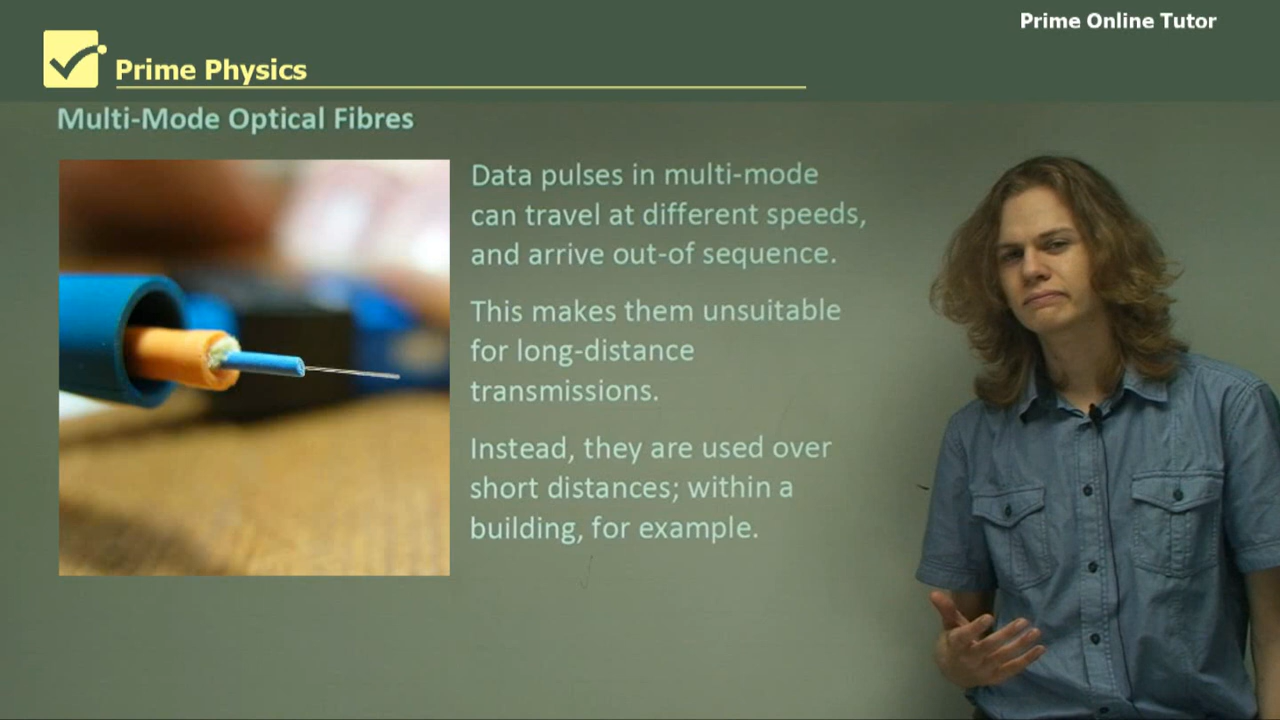 Prime Online Tutor
Prime Physics
Multi-Mode Optical Fibres
Data pulses in multi-mode
can travel at different speeds,
and arrive out-of sequence.
This makes them unsuitable
for long-distance
transmissions.
Instead, they are used over
short distances; within a
building, for example.